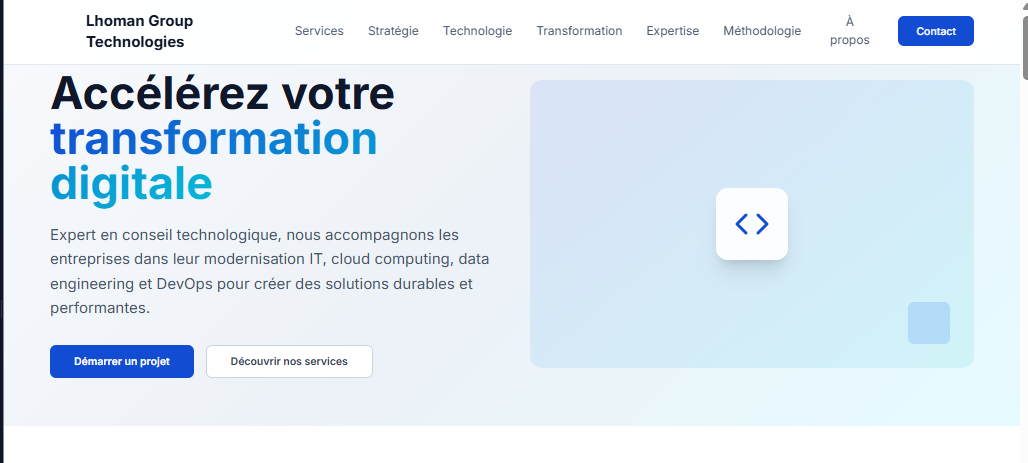 Lhoman Group
Technologies
Services
Stratégie
Technologie
Transformation
Expertise
Méthodologie
À
propos
Contact
Accélérez votre
transformation
digitale
Expert en conseil technologique, nous accompagnons les
entreprises dans leur modernisation IT, cloud computing, data
engineering et DevOps pour créer des solutions durables et
performantes.
Démarrer un projet
Découvrir nos services